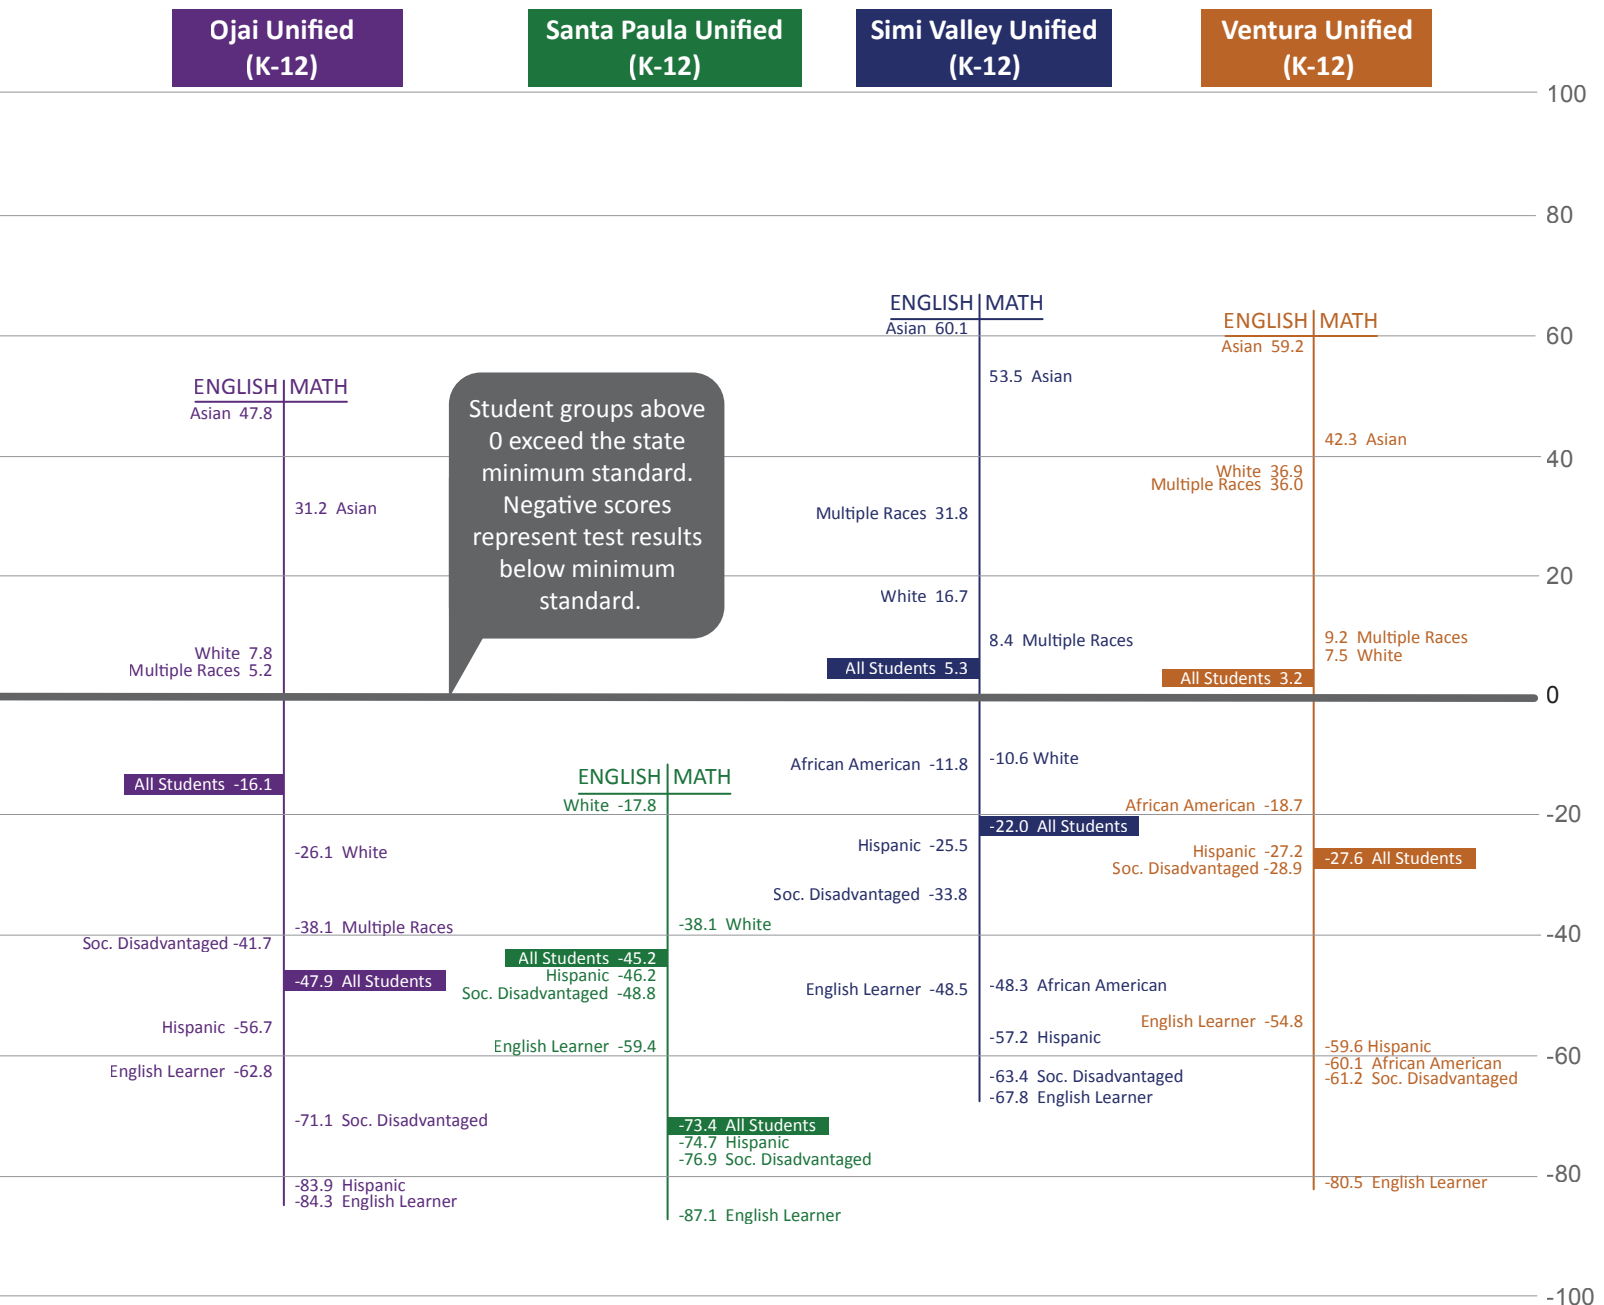 Ojai Unified
(K-12)
Santa Paula Unified
(K-12)
Simi Valley Unified
(K-12)
Ventura Unified
(K-12)
100
80
60
40
20
0
-20
-40
-60
-80
-100
ENGLISH MATH
Asian 47.8
31.2 Asian
White 7.8
Multiple Races 5.2
All Students -16.1
-26.1 White
-38.1 Multiple Races
Soc. Disadvantaged -41.7
-47.9 All Students
Hispanic -56.7
English Learner -62.8
-71.1 Soc. Disadvantaged
-83.9 Hispanic
-84.3 English Learner
Student groups above
0 exceed the state
minimum standard.
Negative scores
represent test results
below minimum
standard.
ENGLISH MATH
White -17.8
-38.1 White
All Students -45.2
Hispanic -46.2
Soc. Disadvantaged -48.8
English Learner -59.4
-73.4 All Students
-74.7 Hispanic
-76.9 Soc. Disadvantaged
-87.1 English Learner
ENGLISH MATH
Asian 60.1
53.5 Asian
Multiple Races 31.8
White 16.7
8.4 Multiple Races
All Students 5.3
African American -11.8
-10.6 White
-22.0 All Students
Hispanic -25.5
Soc. Disadvantaged -33.8
English Learner -48.5
-48.3 African American
-57.2 Hispanic
-63.4 Soc. Disadvantaged
-67.8 English Learner
ENGLISH MATH
Asian 59.2
42.3 Asian
White 36.9
Multiple Races 36.0
9.2 Multiple Races
7.5 White
All Students 3.2
African American -18.7
Hispanic -27.2
-27.6 All Students
Soc. Disadvantaged -28.9
English Learner -54.8
-59.6 Hispanic
-60.1 African American
-61.2 Soc. Disadvantaged
-80.5 English Learner